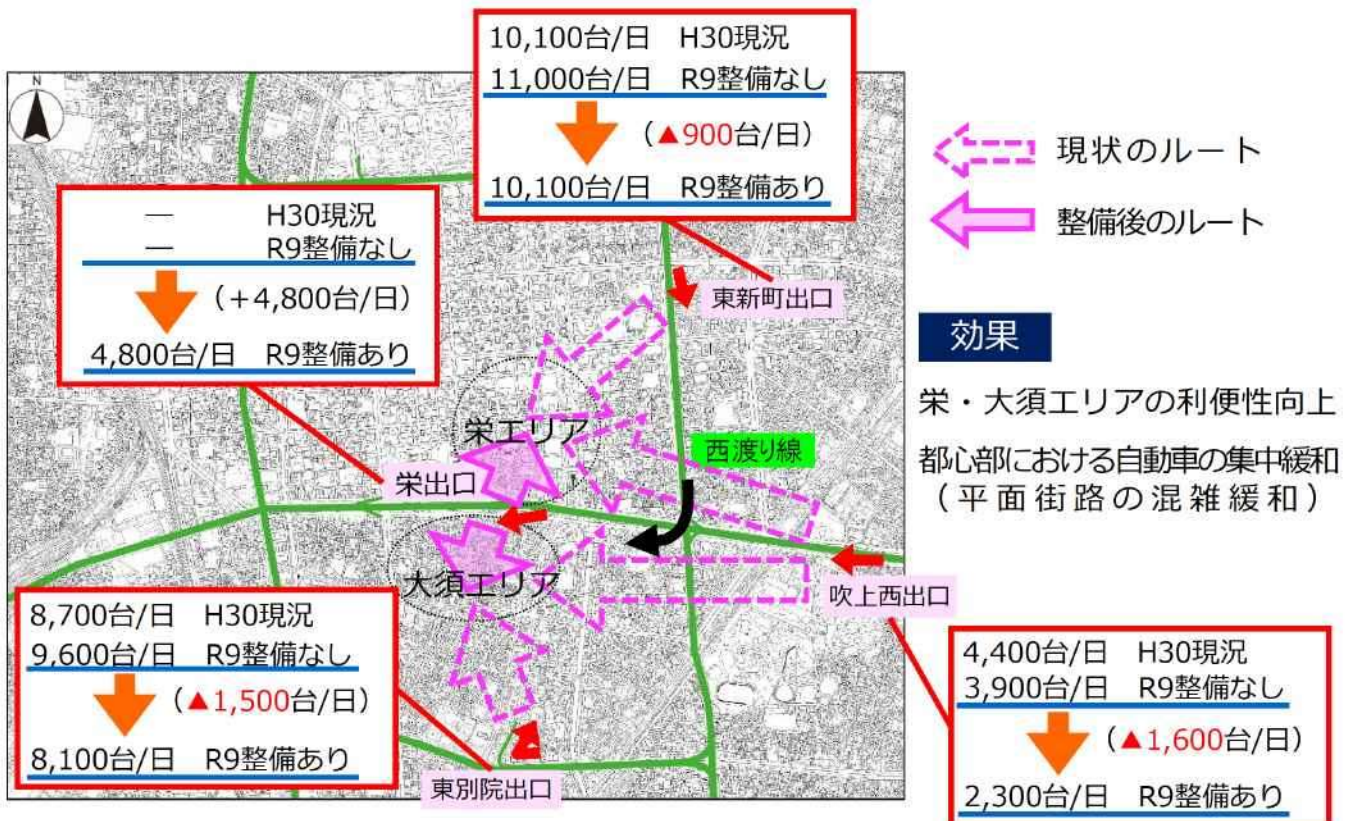 10,100台/日 H30現況
11,000台/日 R9整備なし
（▲900台/日）
10,100台/日 R9整備あり
N
現状のルート
整備後のルート
― H30現況
― R9整備なし
（+4,800台/日）
4,800台/日 R9整備あり
東新町出口
効果
栄・大須エリアの利便性向上
都心部における自動車の集中緩和
（平面街路の混雑緩和）
栄エリア
西渡り線
栄出口
大須エリア
吹上西出口
8,700台/日 H30現況
9,600台/日 R9整備なし
（▲1,500台/日）
8,100台/日 R9整備あり
東別院出口
4,400台/日 H30現況
3,900台/日 R9整備なし
（▲1,600台/日）
2,300台/日 R9整備あり